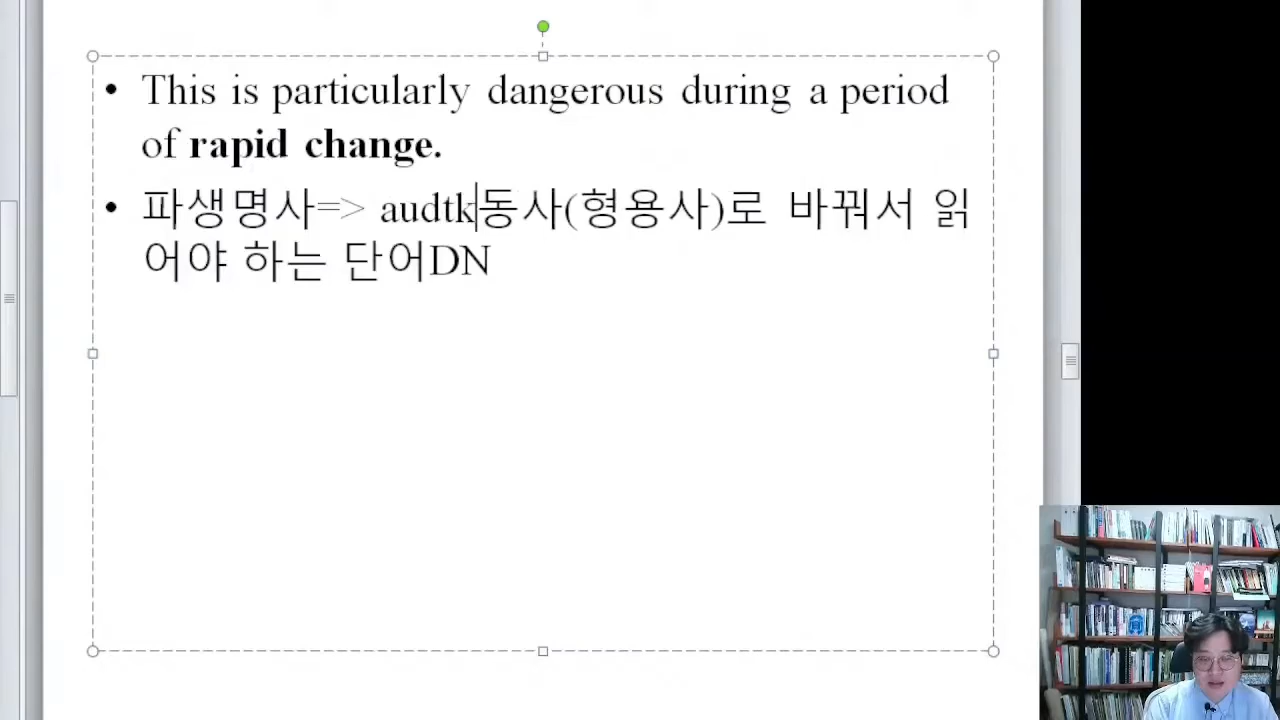 • This is particularly dangerous during a period
of rapid change.
• 파생명사=> audtk동사(형용사)로 바꿔서 읽
어야 하는 단어DN